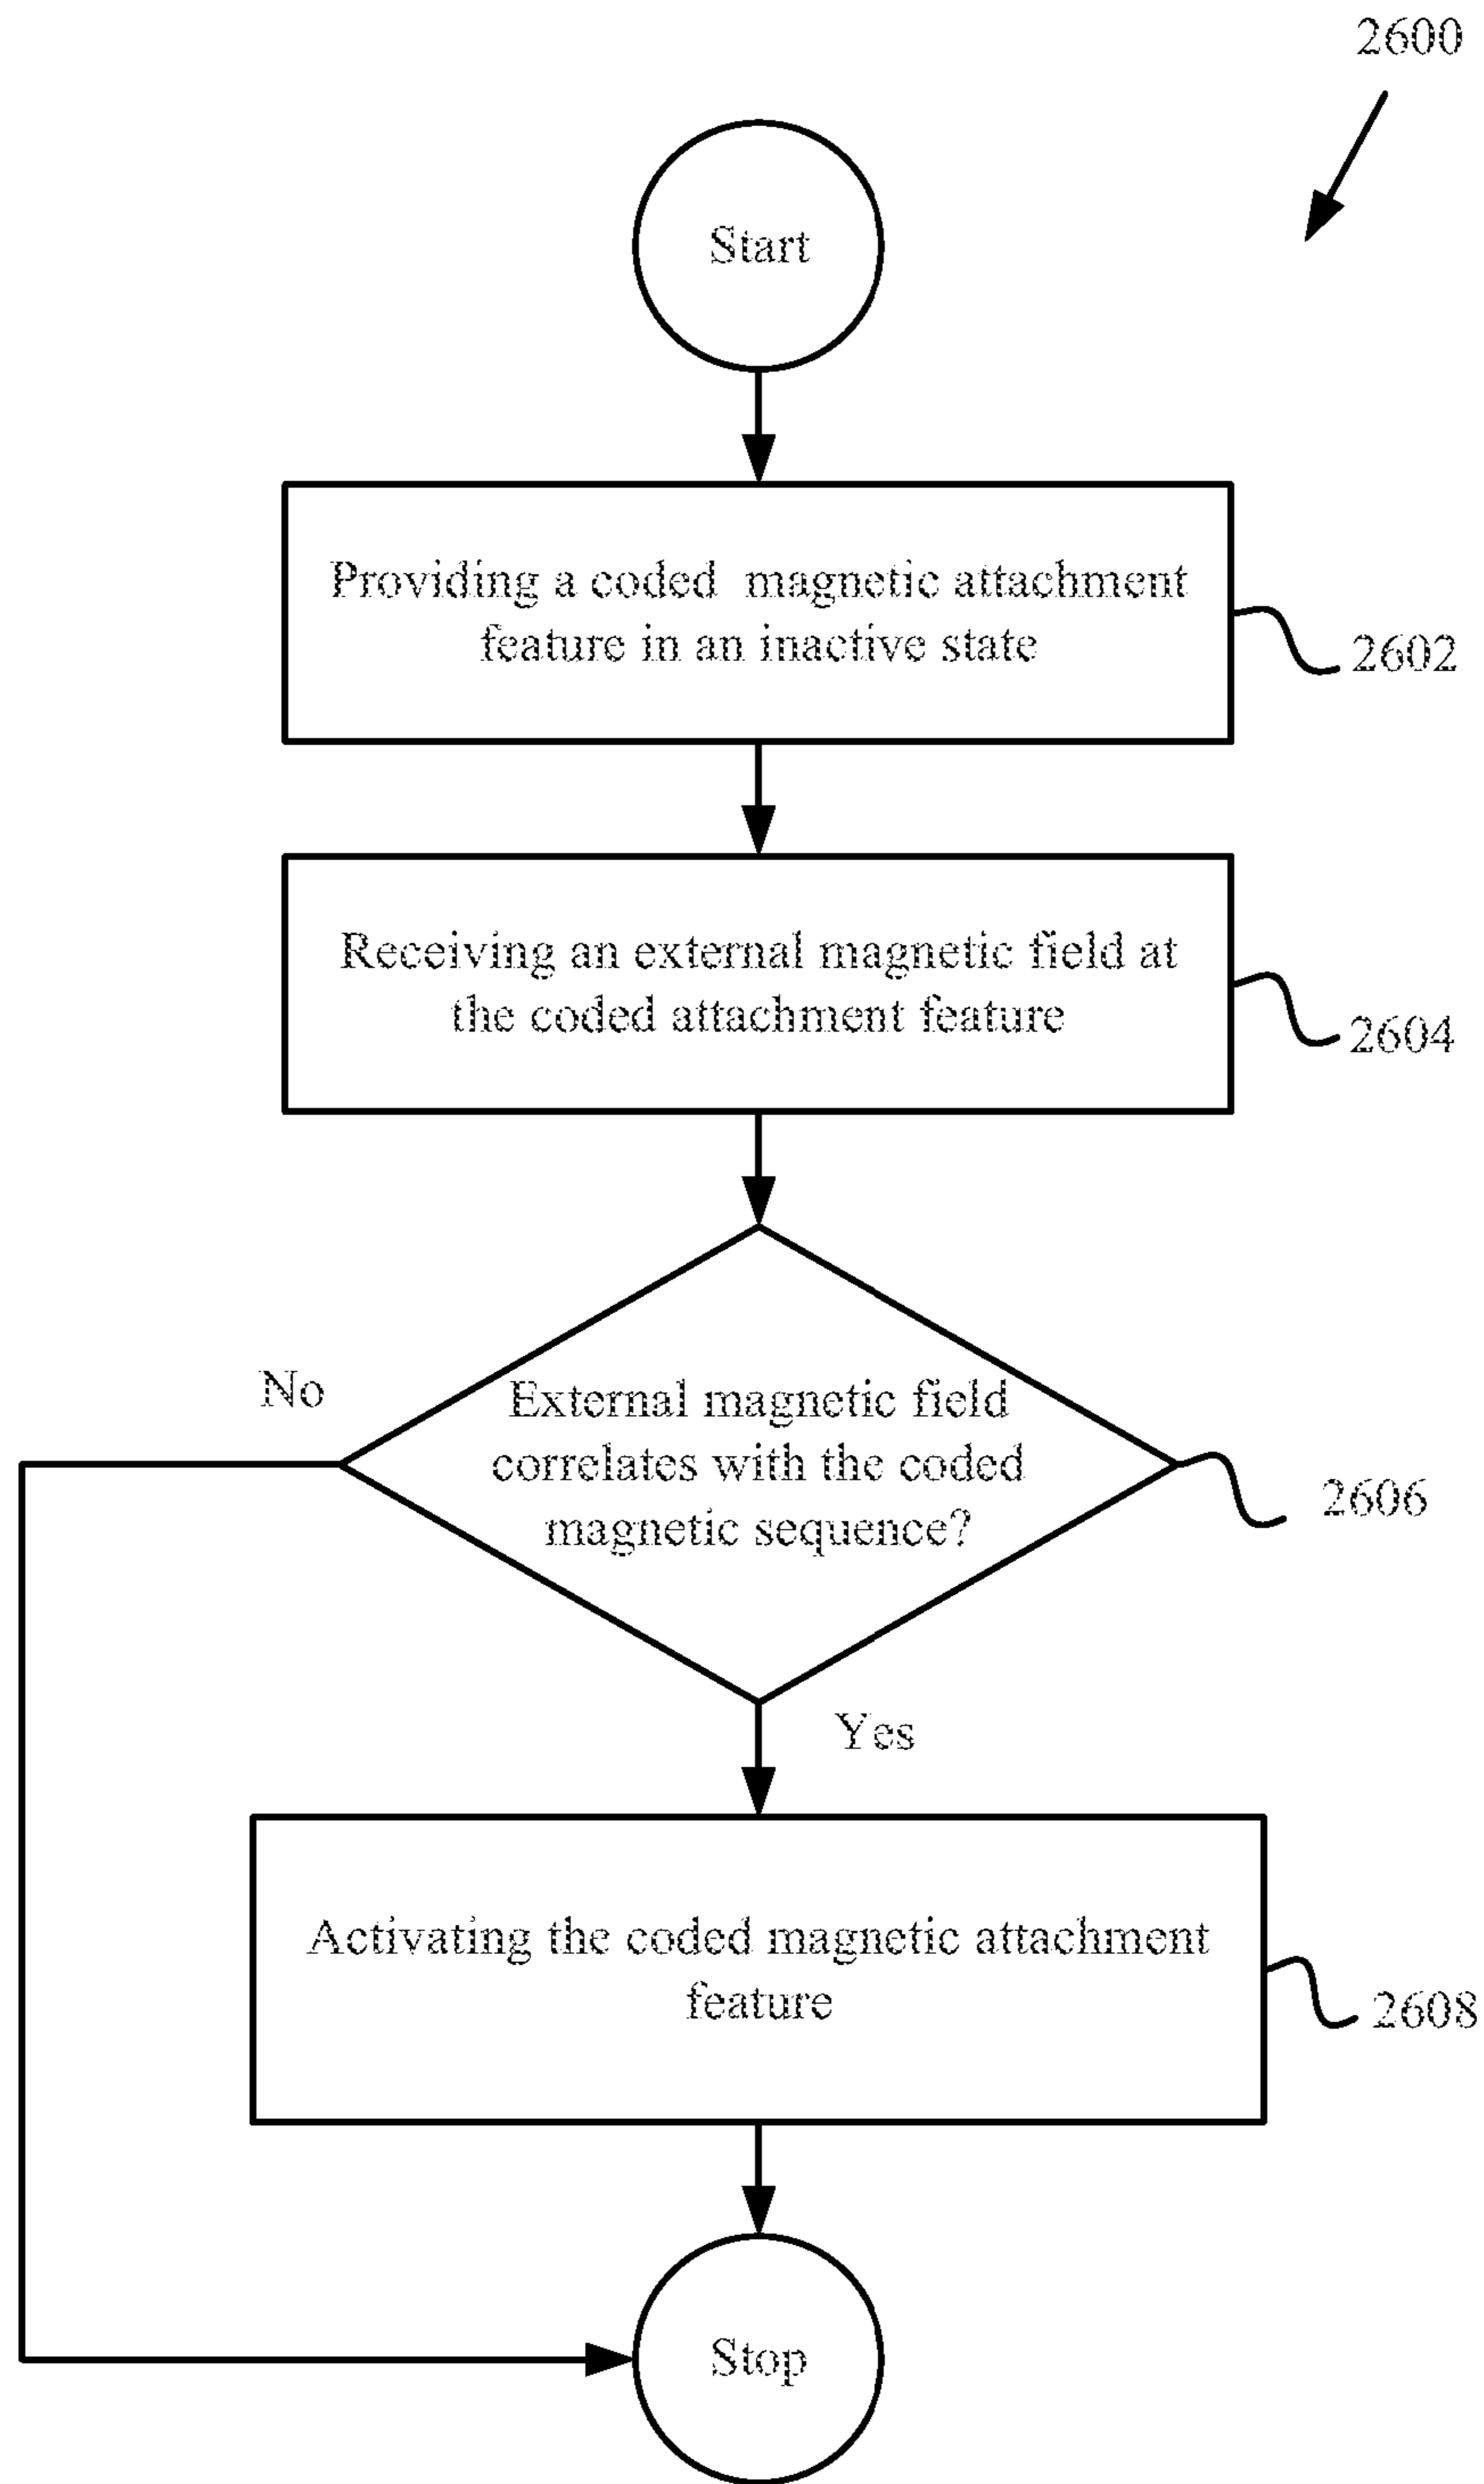 2600
Start
Providing a coded magnetic attachment
feature in an inactive state
2602
Receiving an external magnetic field at
the coded attachment feature
2604
No
External magnetic field
correlates with the coded
magnetic sequence?
2606
Yes
Activating the coded magnetic attachment
feature
2608
Stop